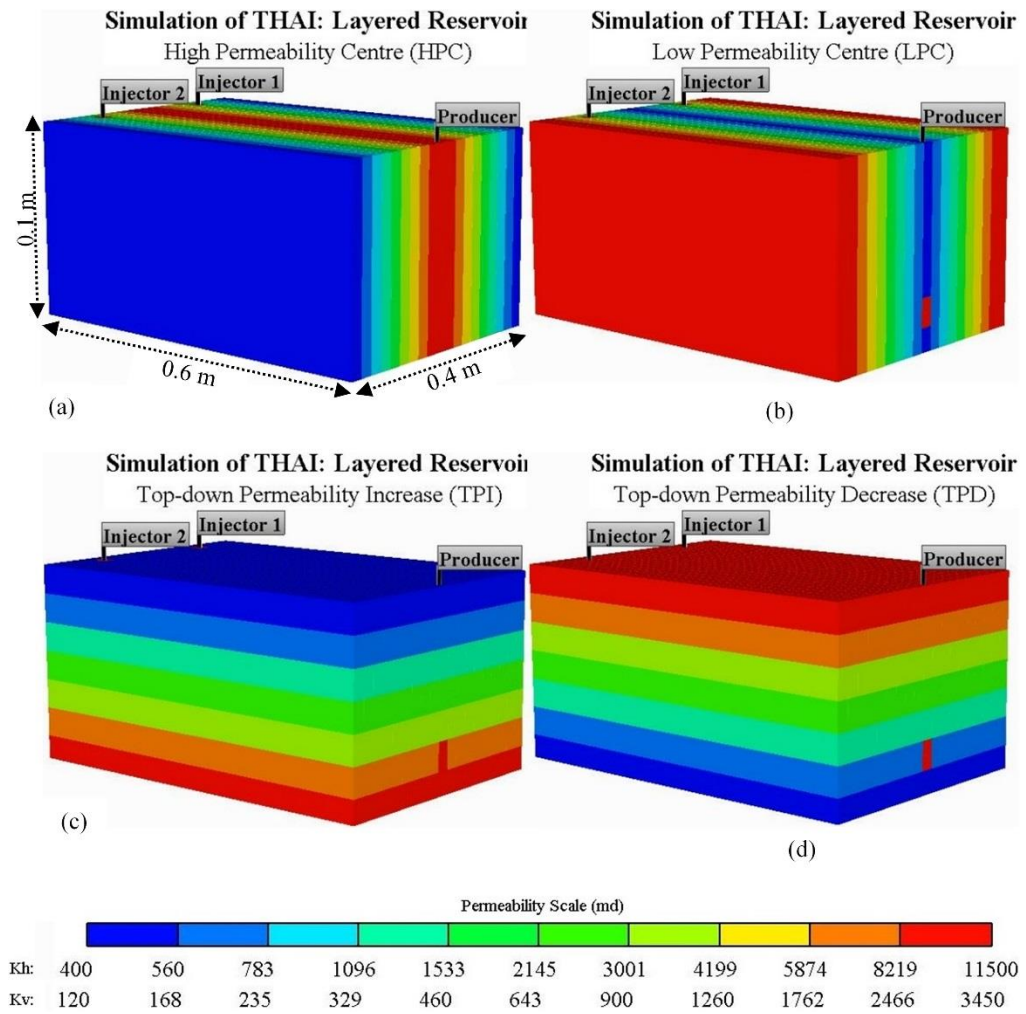 Simulation of THAI: Layered Reservoir
High Permeability Centre (HPC)
Injector 1
Injector 2
Producer
0.1 m
0.6 m
0.4 m
(a)
Simulation of THAI: Layered Reservoir
Low Permeability Centre (LPC)
Injector 1
Injector 2
Producer
(b)
Simulation of THAI: Layered Reservoir
Top-down Permeability Increase (TPI)
Injector 1
Injector 2
Producer
(c)
Simulation of THAI: Layered Reservoir
Top-down Permeability Decrease (TPD)
Injector 1
Injector 2
Producer
(d)
Permeability Scale (md)
Kh: 400 560 783 1096 1533 2145 3001 4199 5874 8219 11500
Kv: 120 168 235 329 460 643 900 1260 1762 2466 3450